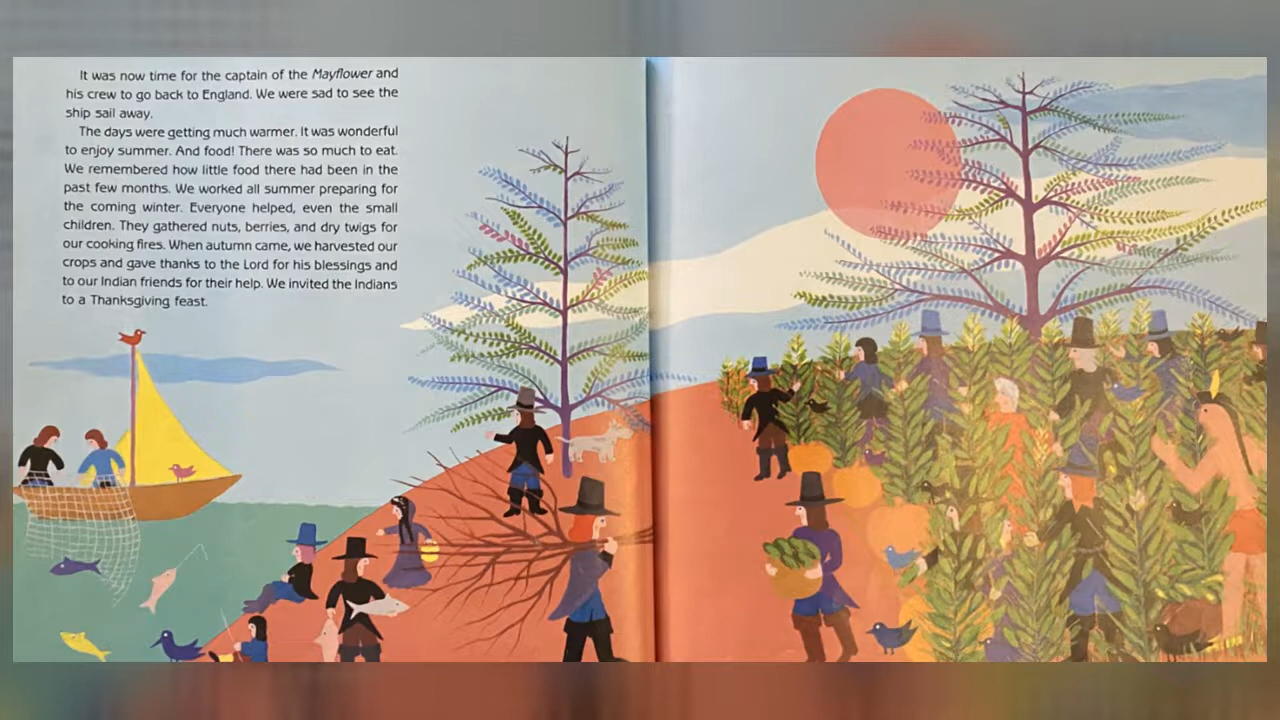 It was now time for the captain of the Mayflower and
his crew to go back to England. We were sad to see the
ship sail away.
The days were getting much warmer. It was wonderful
to enjoy summer. And food! There was so much to eat.
We remembered how little food there had been in the
past few months. We worked all summer preparing for
the coming winter. Everyone helped, even the small
children. They gathered nuts, berries, and dry twigs for
our cooking fires. When autumn came, we harvested our
crops and gave thanks to the Lord for his blessings and
to our Indian friends for their help. We invited the Indians
to a Thanksgiving feast.